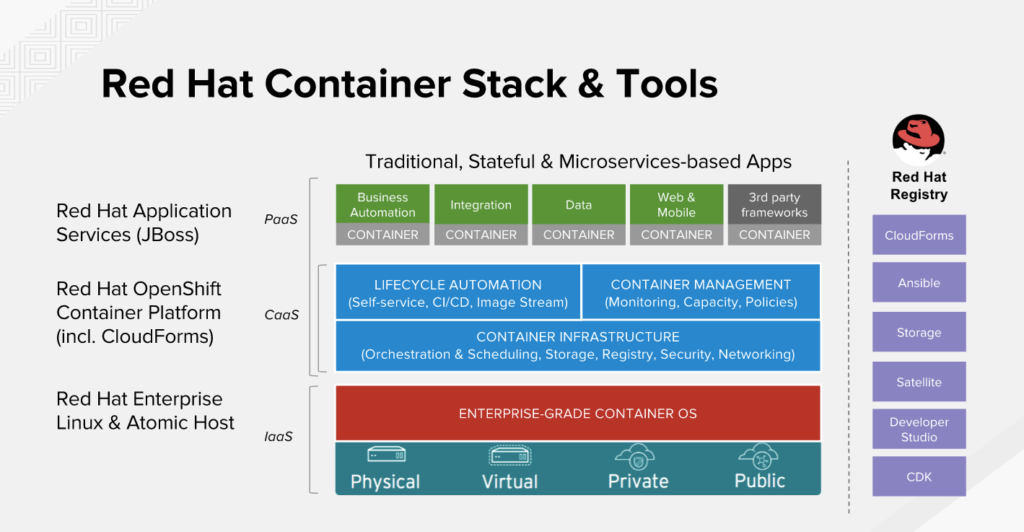 Red Hat Container Stack & Tools
Traditional, Stateful & Microservices-based Apps
Red Hat Application
Services (JBoss)
PaaS
Business
Automation
CONTAINER
Integration
CONTAINER
Data
CONTAINER
Web &
Mobile
CONTAINER
3rd party
frameworks
CONTAINER
Red Hat OpenShift
Container Platform
(incl. CloudForms)
CaaS
LIFECYCLE AUTOMATION
(Self-service, CI/CD, Image Stream)
CONTAINER MANAGEMENT
(Monitoring, Capacity, Policies)
CONTAINER INFRASTRUCTURE
(Orchestration & Scheduling, Storage, Registry, Security, Networking)
Red Hat Enterprise
Linux & Atomic Host
IaaS
ENTERPRISE-GRADE CONTAINER OS
Physical
Virtual
Private
Public
Red Hat
Registry
CloudForms
Ansible
Storage
Satellite
Developer
Studio
CDK